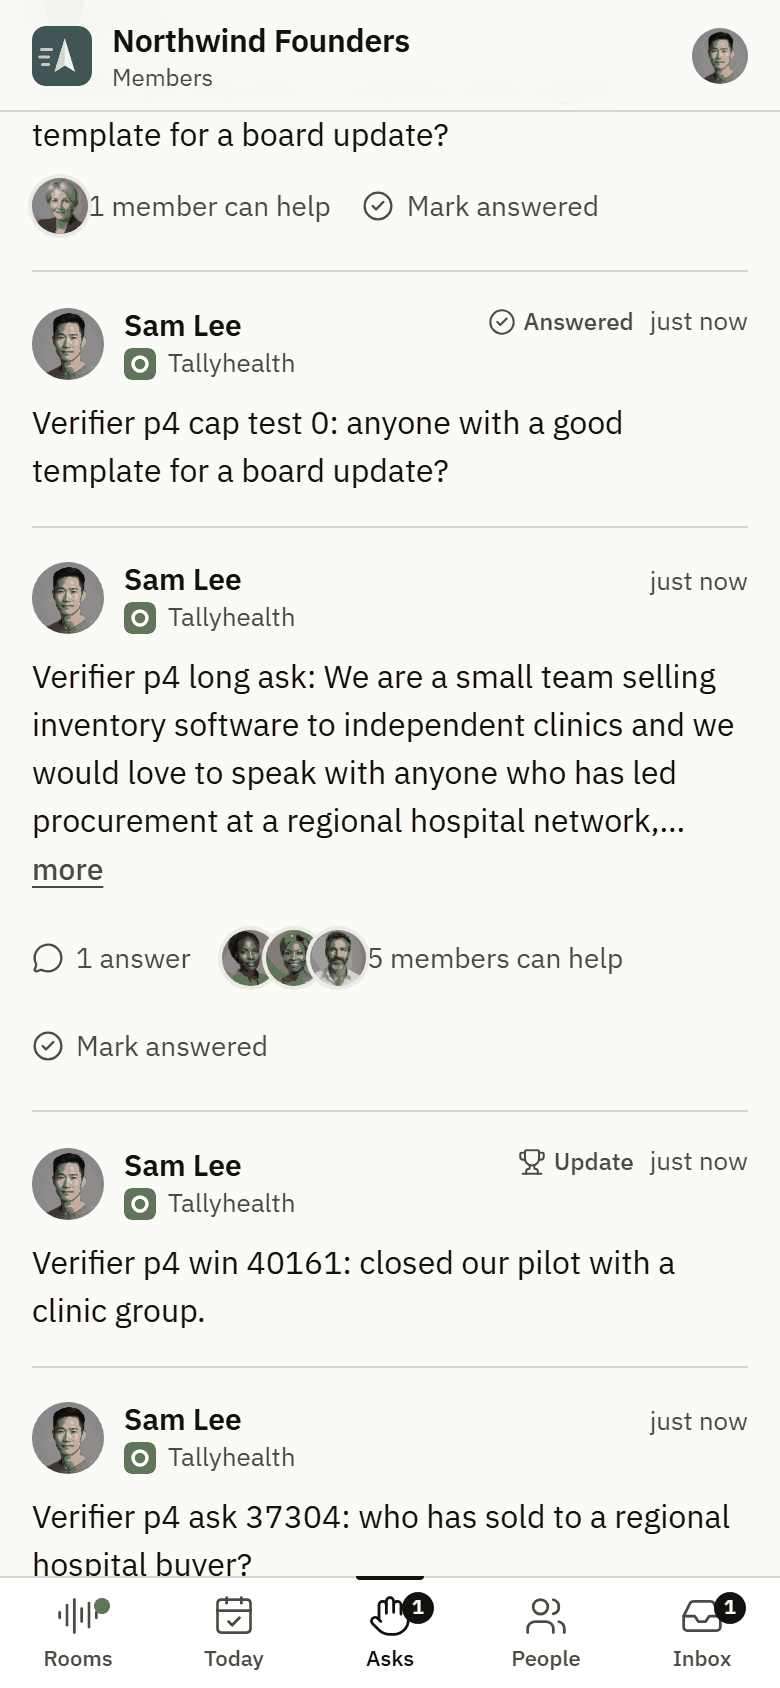 Northwind Founders
Members
template for a board update?
1 member can help Mark answered
Sam Lee Answered just now
Tallyhealth
Verifier p4 cap test 0: anyone with a good
template for a board update?
Sam Lee just now
Tallyhealth
Verifier p4 long ask: We are a small team selling
inventory software to independent clinics and we
would love to speak with anyone who has led
procurement at a regional hospital network,...
more
1 answer 5 members can help
Mark answered
Sam Lee Update just now
Tallyhealth
Verifier p4 win 40161: closed our pilot with a
clinic group.
Sam Lee just now
Tallyhealth
Verifier p4 ask 37304: who has sold to a regional
hospital buyer?
1 1
Rooms Today Asks People Inbox